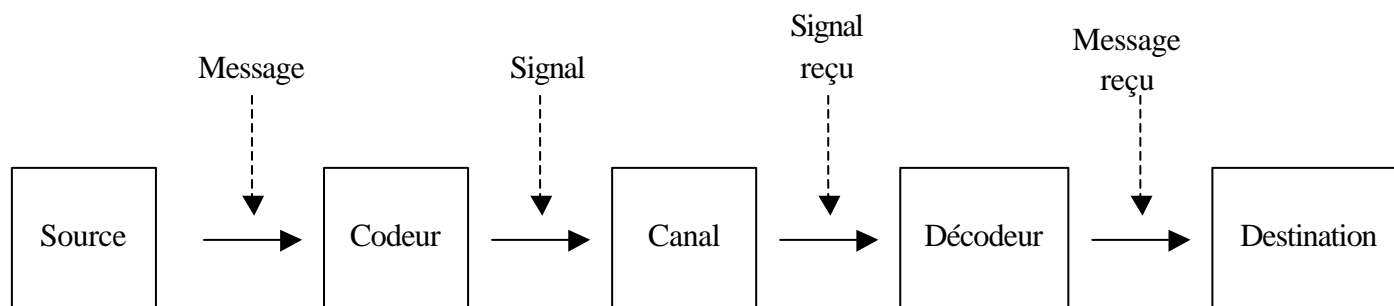 Message
Signal
Signal
reçu
Message
reçu
Source
Codeur
Canal
Décodeur
Destination